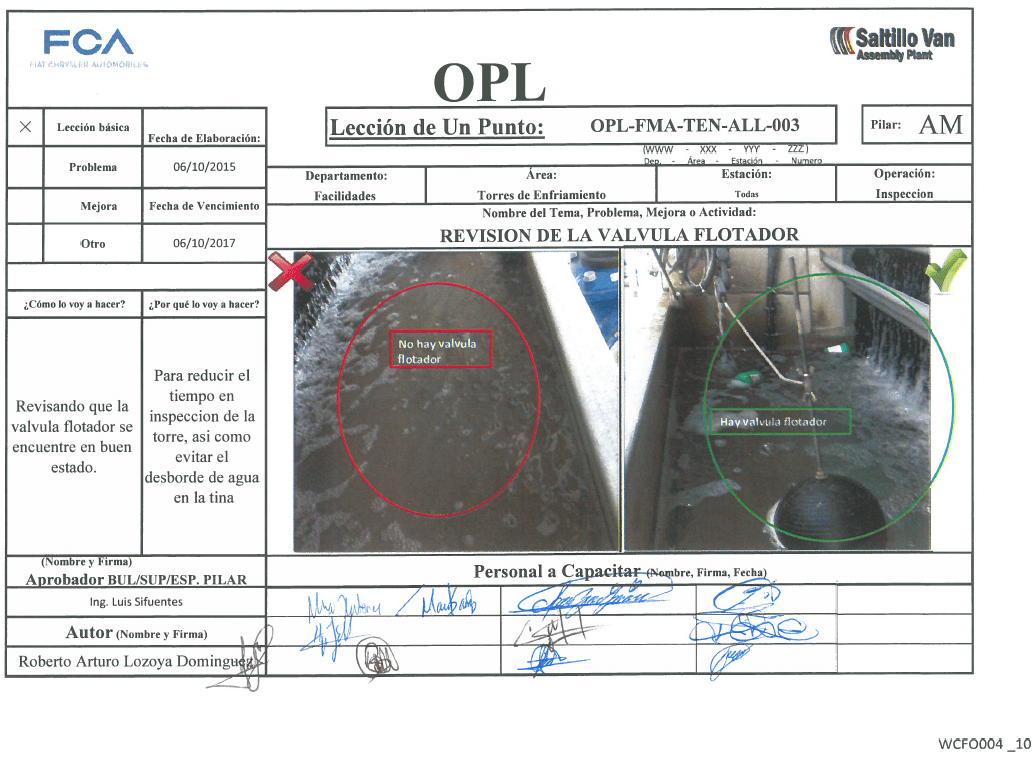 FCA
FIAT CHRYSLER AUTOMOBILES
Saltillo Van
Assembly Plant
OPL
X
Lección básica
Fecha de Elaboración:
Problema
06/10/2015
Mejora
Fecha de Vencimiento
Otro
06/10/2017
Lección de Un Punto:
OPL-FMA-TEN-ALL-003
Pilar: AM
(WWW - XXX - YYY - ZZZ)
Dep. - Área - Estación - Numero
Departamento:
Facilidades
Área:
Torres de Enfriamiento
Estación:
Todas
Operación:
Inspeccion
Nombre del Tema, Problema, Mejora o Actividad:
REVISION DE LA VALVULA FLOTADOR
¿Cómo lo voy a hacer?
¿Por qué lo voy a hacer?
Revisando que la
valvula flotador se
encuentre en buen
estado.
Para reducir el
tiempo en
inspeccion de la
torre, asi como
evitar el
desborde de agua
en la tina
No hay valvula
flotador
Hay valvula flotador
(Nombre y Firma)
Aprobador BUL/SUP/ESP. PILAR
Ing. Luis Sifuentes
Autor (Nombre y Firma)
Roberto Arturo Lozoya Dominguez
Personal a Capacitar (Nombre, Firma, Fecha)
WCFO004 _10